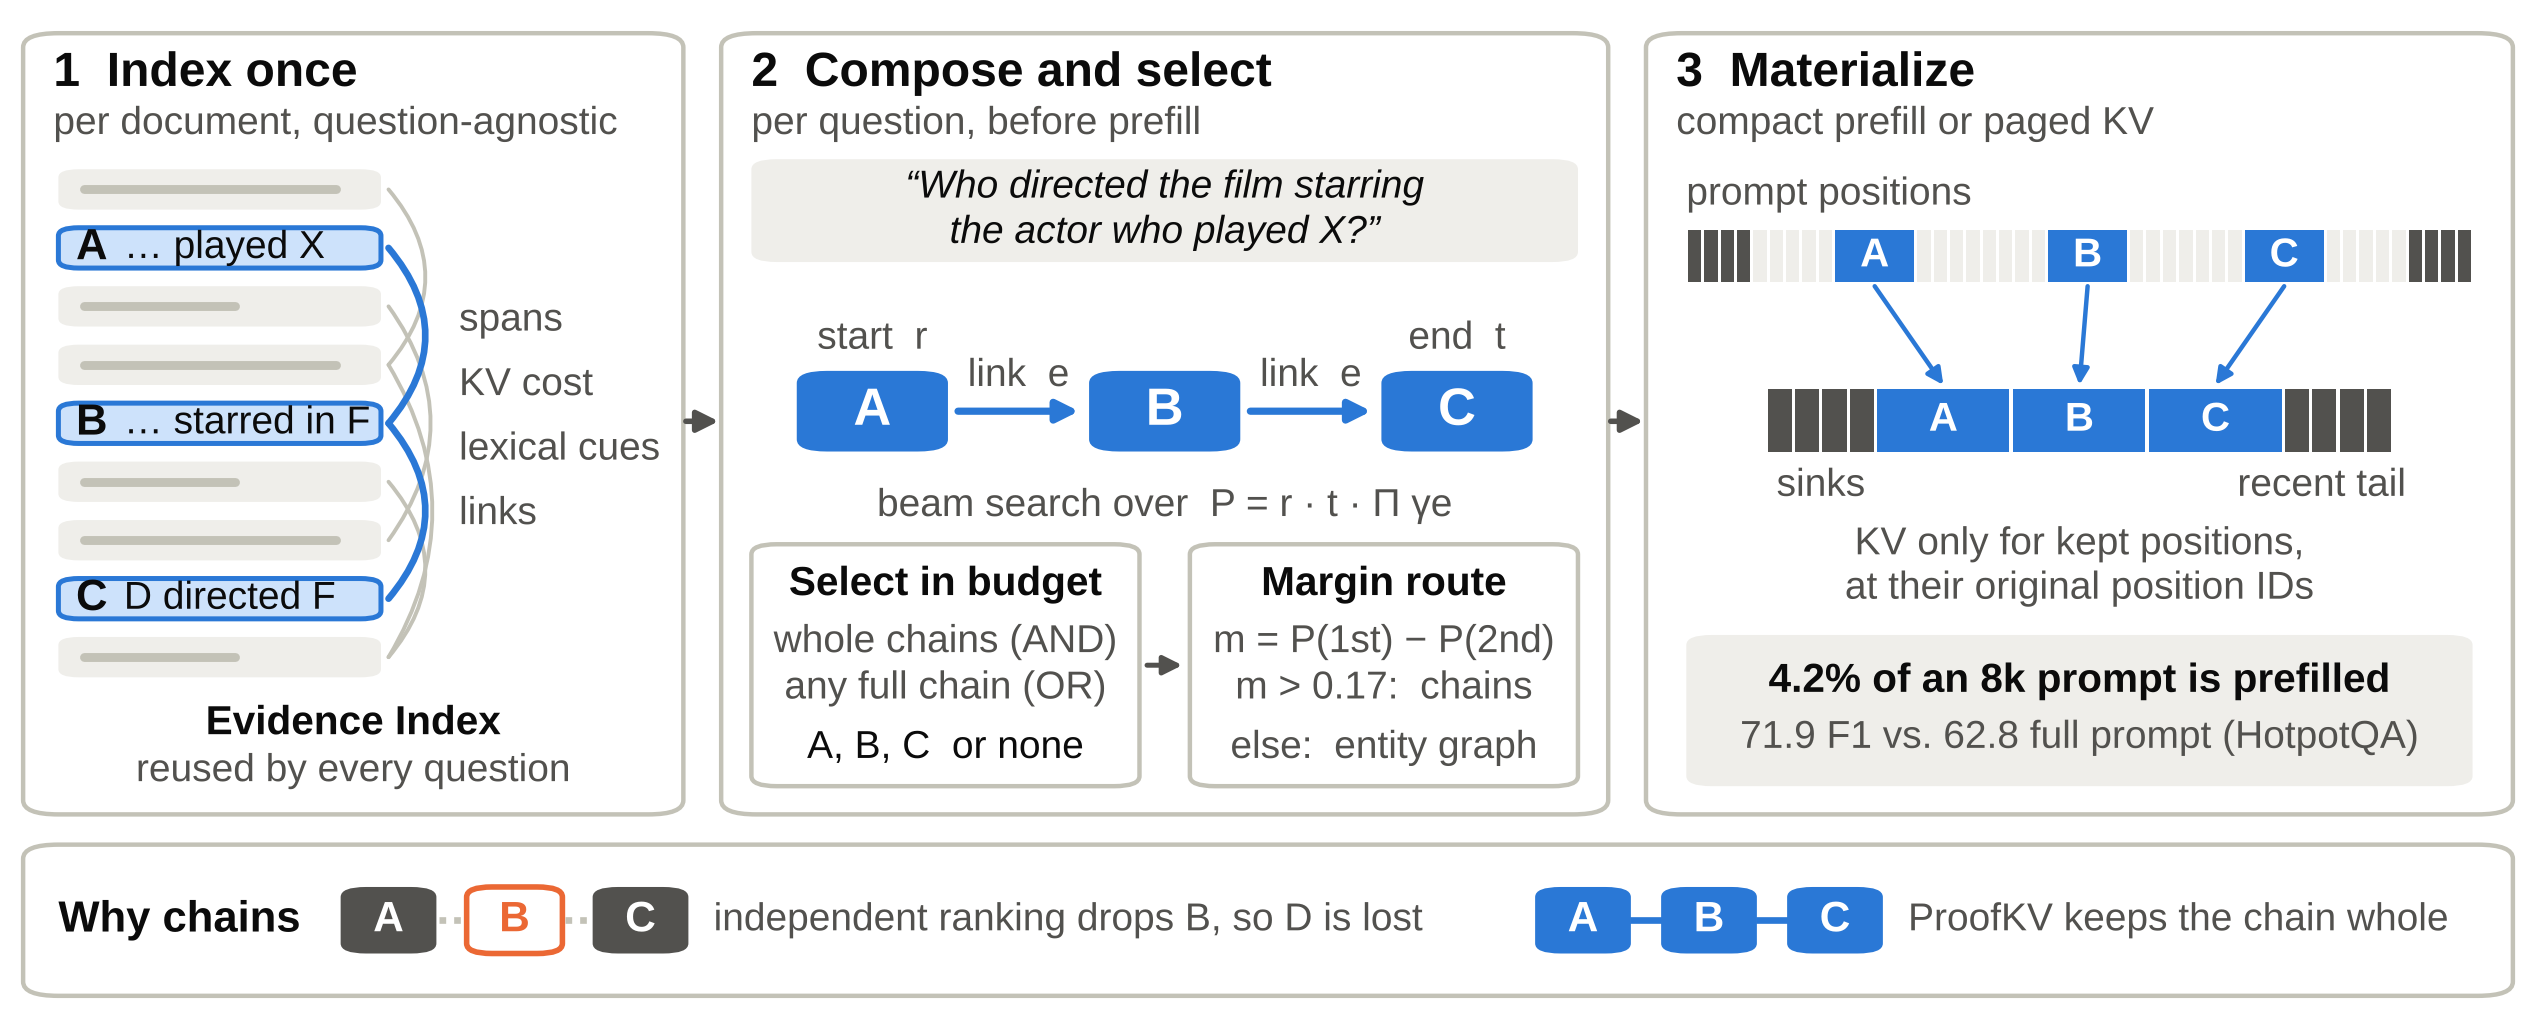 1 Index once
per document, question-agnostic
A … played X
B … starred in F
C D directed F
spans
KV cost
lexical cues
links
Evidence Index
reused by every question
2 Compose and select
per question, before prefill
“Who directed the film starring
the actor who played X?”
start r
end t
link e
link e
A
B
C
beam search over P = r · t · Π γe
Select in budget
whole chains (AND)
any full chain (OR)
A, B, C or none
Margin route
m = P(1st) − P(2nd)
m > 0.17: chains
else: entity graph
3 Materialize
compact prefill or paged KV
prompt positions
A B C
A B C
sinks
recent tail
KV only for kept positions,
at their original position IDs
4.2% of an 8k prompt is prefilled
71.9 F1 vs. 62.8 full prompt (HotpotQA)
Why chains
A B C
independent ranking drops B, so D is lost
A B C
ProofKV keeps the chain whole